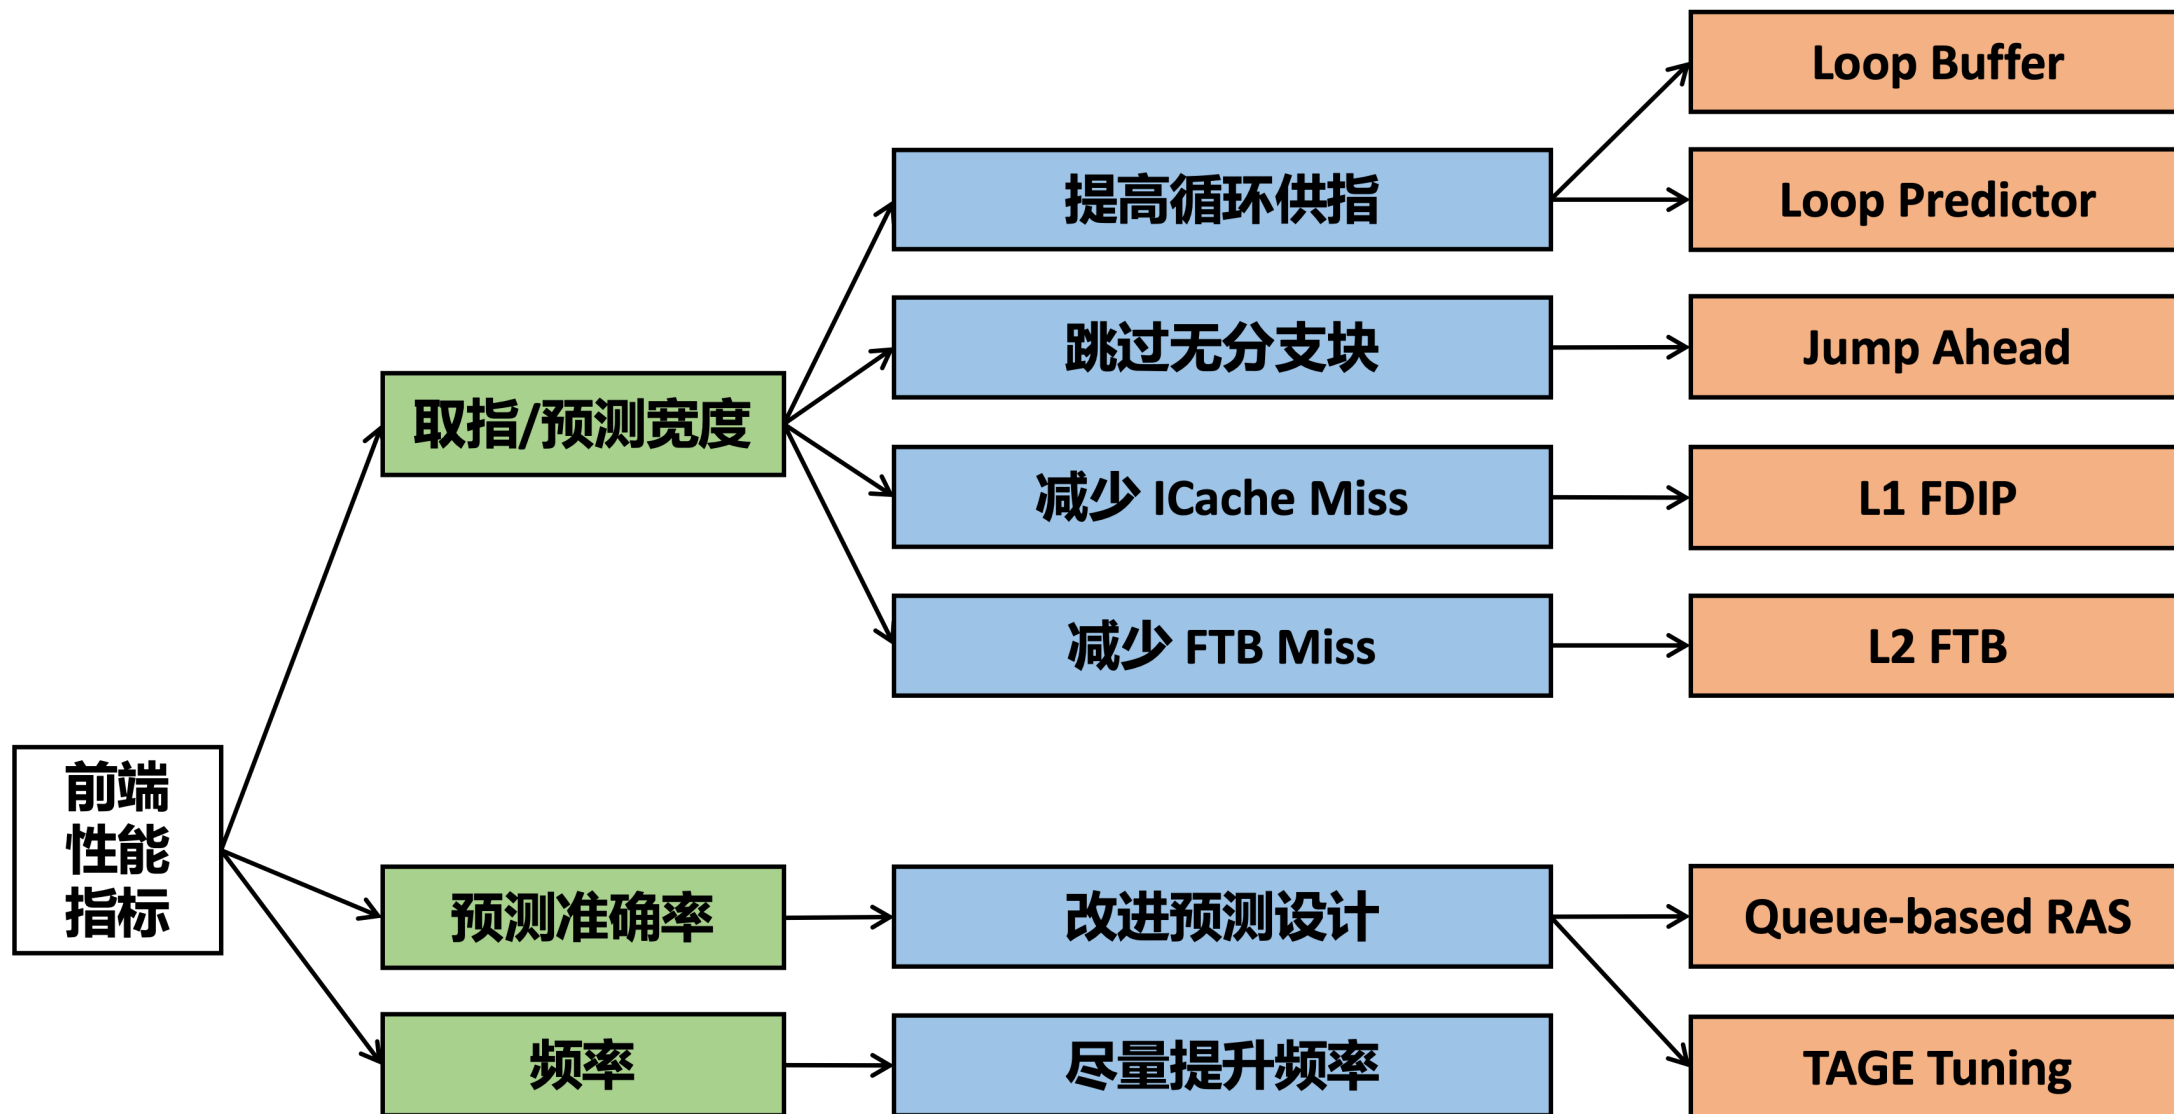 前端
性能
指标
取指/预测宽度
提高循环供指
Loop Buffer
Loop Predictor
跳过无分支块
Jump Ahead
减少 ICache Miss
L1 FDIP
减少 FTB Miss
L2 FTB
预测准确率
改进预测设计
Queue-based RAS
TAGE Tuning
频率
尽量提升频率